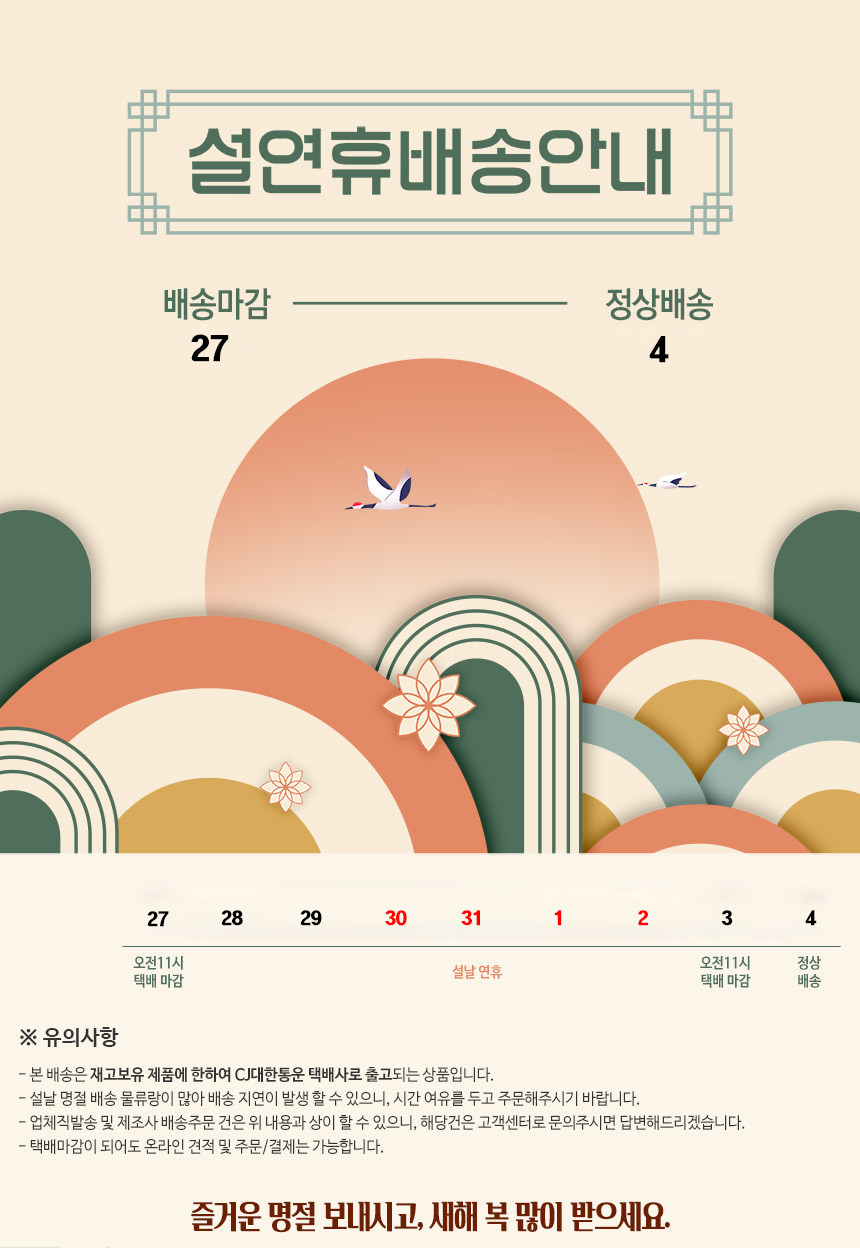 설연휴배송안내
배송마감 정상배송
27 4
27 28 29 30 31 1 2 3 4
오전11시 설날 연휴 오전11시 정상
택배 마감 택배 마감 배송
※ 유의사항
- 본 배송은 재고보유 제품에 한하여 CJ대한통운 택배사로 출고되는 상품입니다.
- 설날 명절 배송 물류량이 많아 배송 지연이 발생 할 수 있으니, 시간 여유를 두고 주문해주시기 바랍니다.
- 업체직발송 및 제조사 배송주문 건은 위 내용과 상이 할 수 있으니, 해당건은 고객센터로 문의주시면 답변해드리겠습니다.
- 택배마감이 되어도 온라인 견적 및 주문/결제는 가능합니다.
즐거운 명절 보내시고, 새해 복 많이 받으세요.